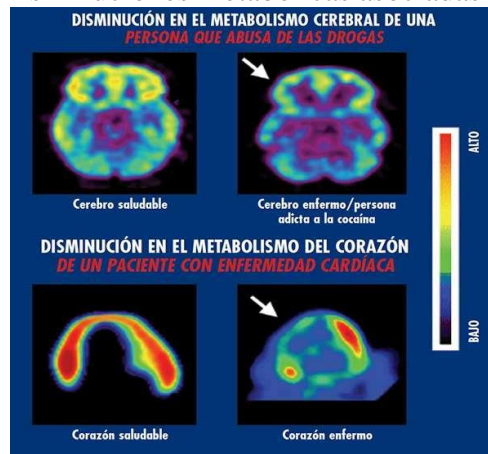 DISMINUCIÓN EN EL METABOLISMO CEREBRAL DE UNA
PERSONA QUE ABUSA DE LAS DROGAS
Cerebro saludable
Cerebro enfermo/persona
adicta a la cocaína
ALTO
BAJO
DISMINUCIÓN EN EL METABOLISMO DEL CORAZÓN
DE UN PACIENTE CON ENFERMEDAD CARDÍACA
Corazón saludable
Corazón enfermo